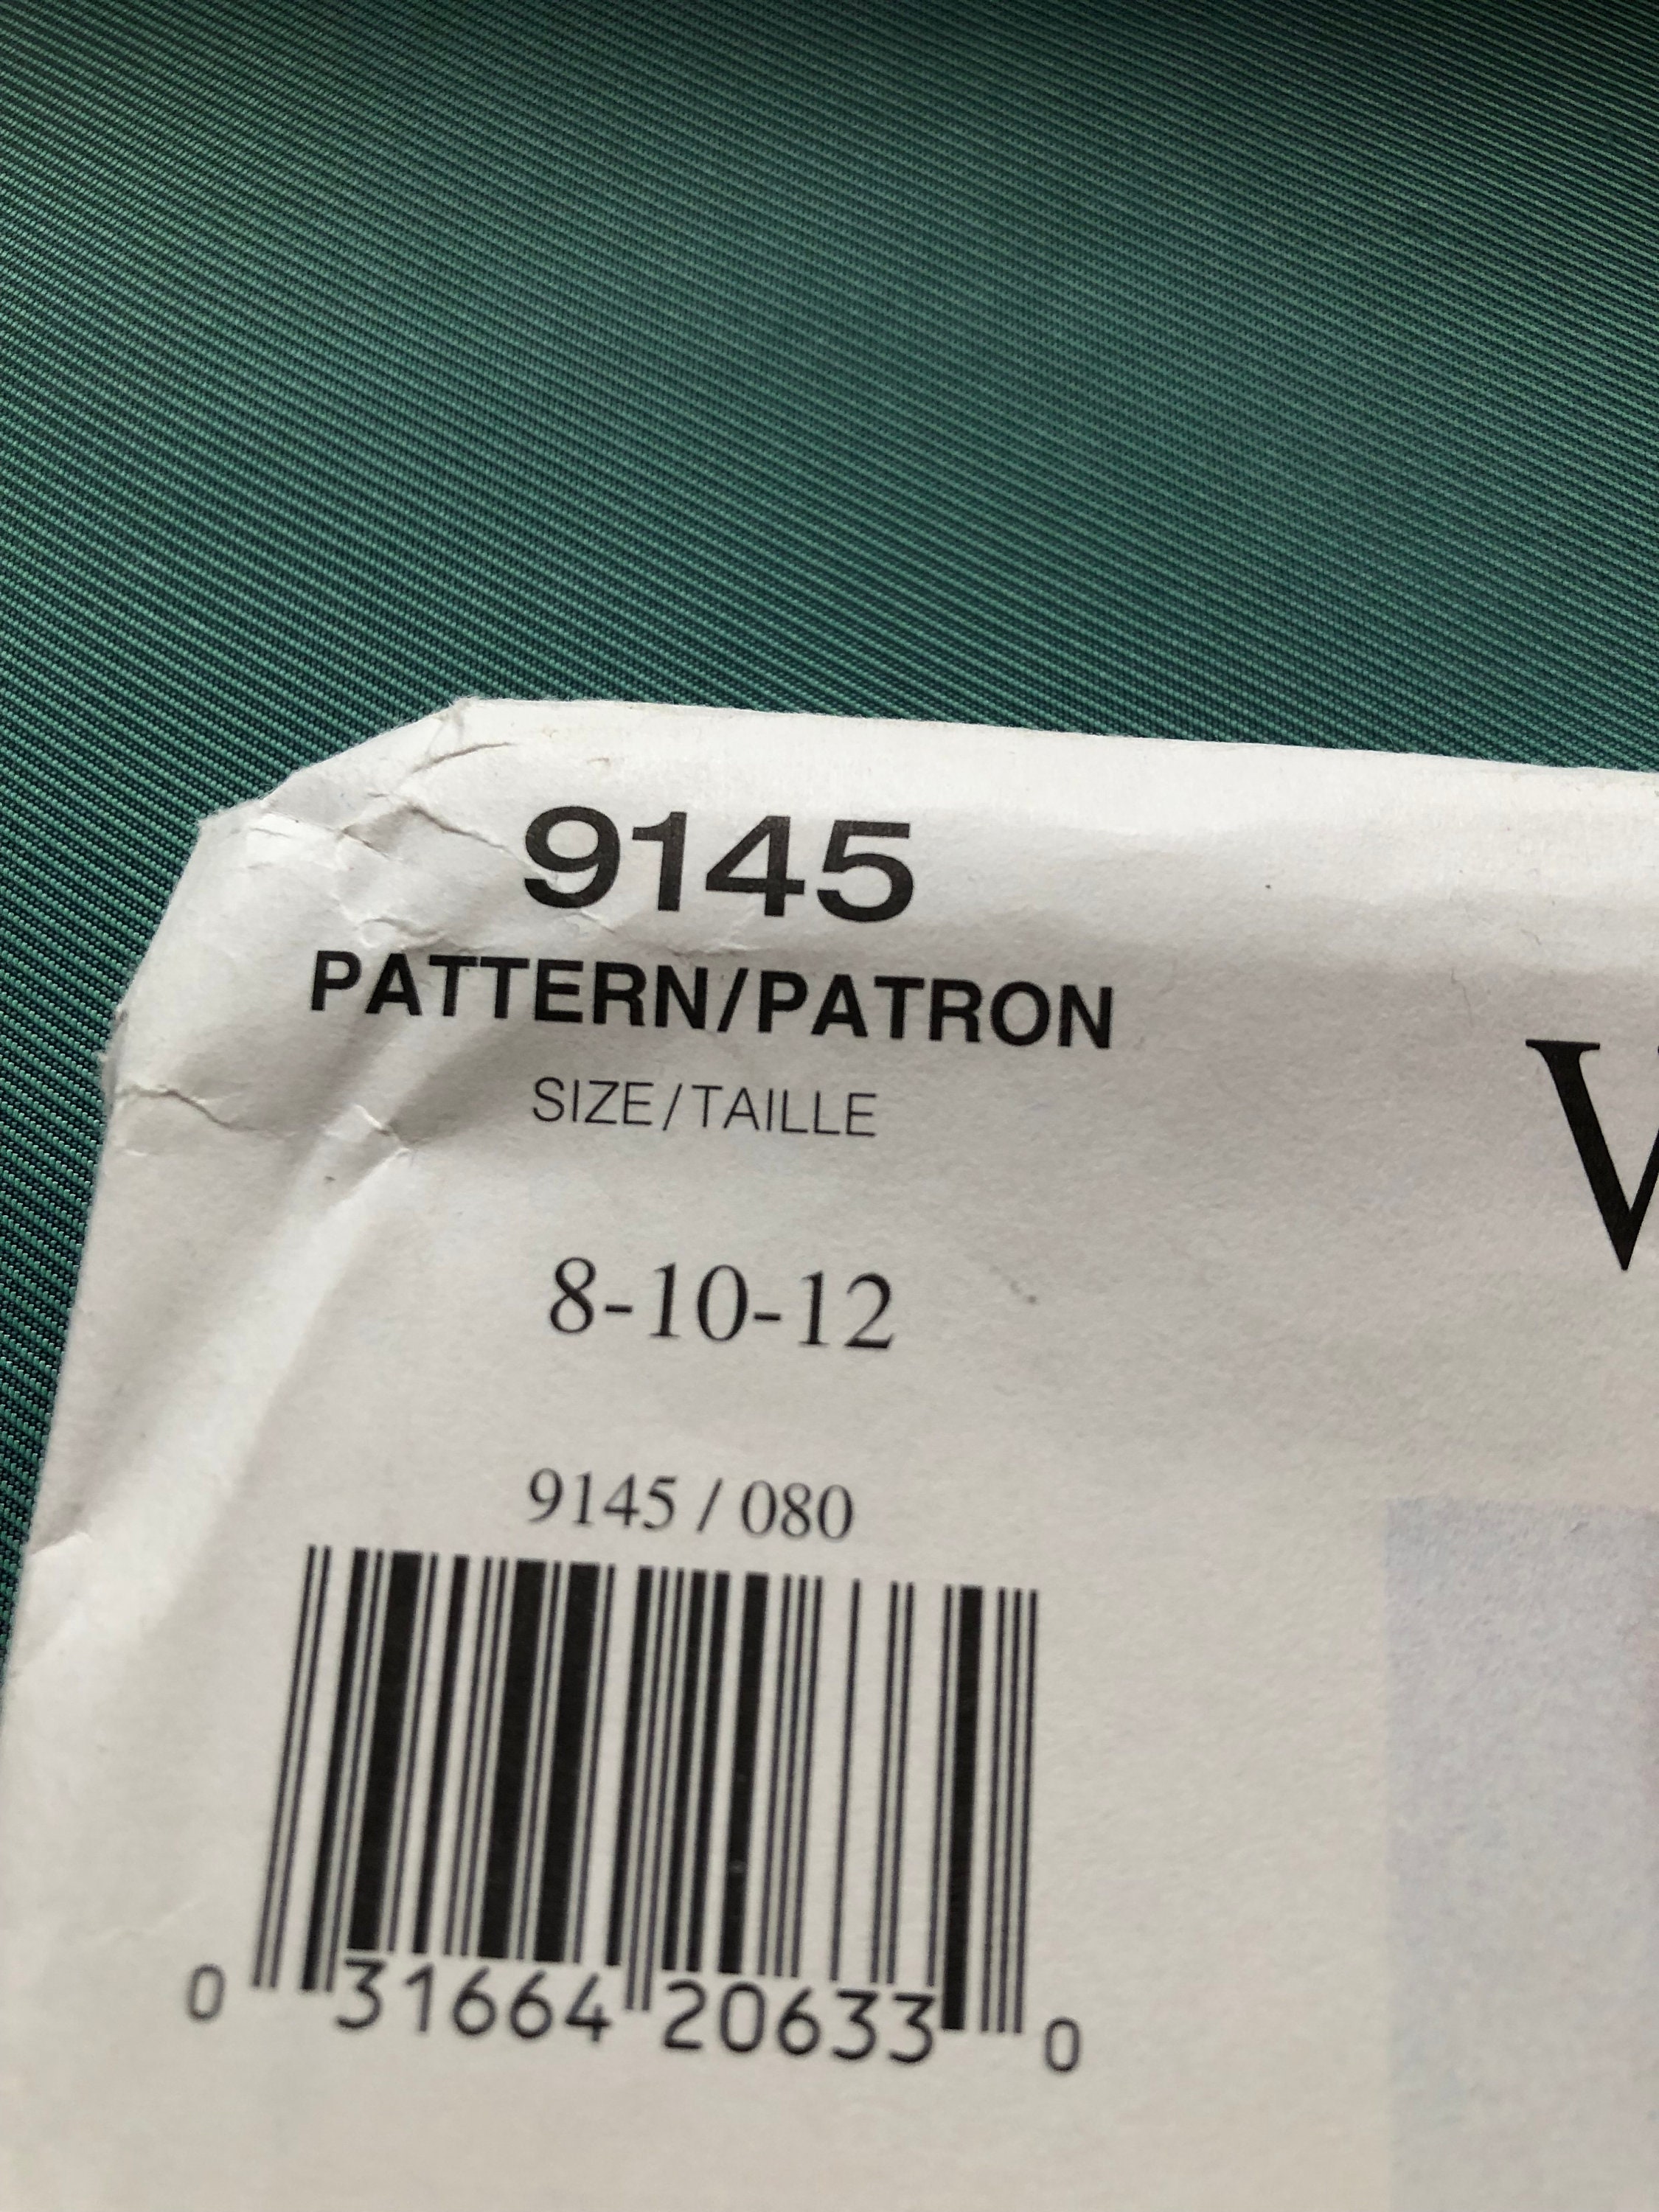 9145
PATTERN/PATRON
SIZE/TAILLE
V
8-10-12
9145 / 080
0 31664 20633 0